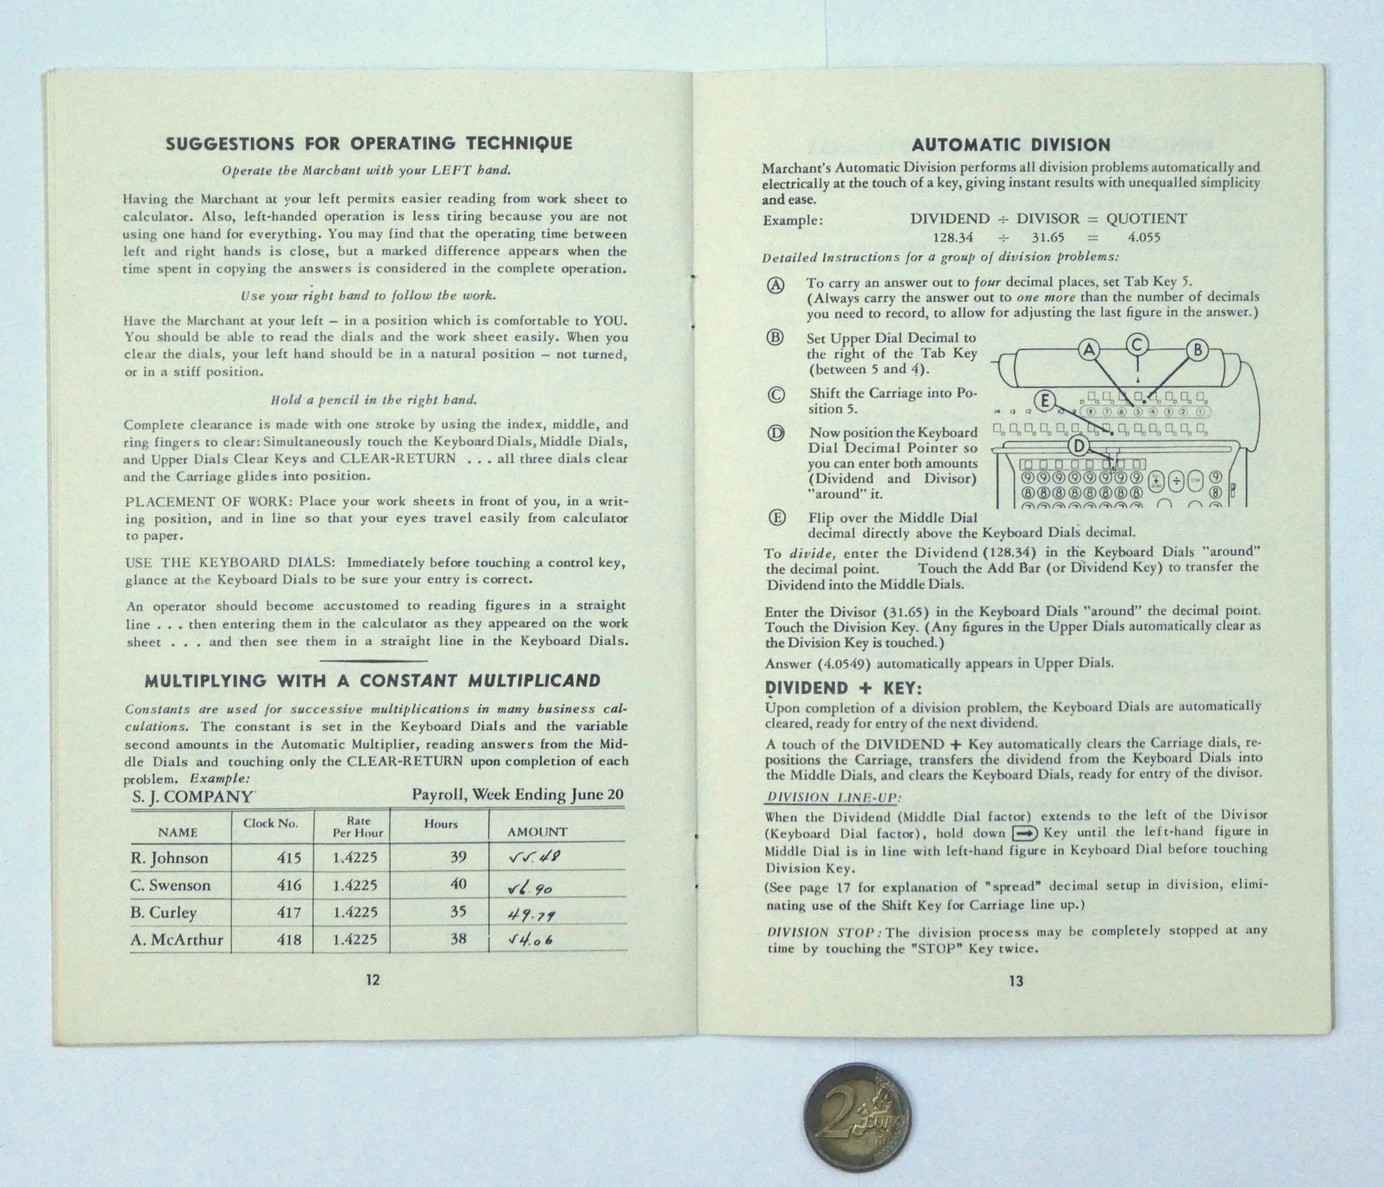 SUGGESTIONS FOR OPERATING TECHNIQUE
Operate the Marchant with your LEFT hand.
Having the Marchant at your left permits easier reading from work sheet to
calculator. Also, left-handed operation is less tiring because you are not
using one hand for everything. You may find that the operating time between
left and right hands is close, but a marked difference appears when the
time spent in copying the answers is considered in the complete operation.
Use your right hand to follow the work.
Have the Marchant at your left – in a position which is comfortable to YOU.
You should be able to read the dials and the work sheet easily. When you
clear the dials, your left hand should be in a natural position – not turned,
or in a stiff position.
Hold a pencil in the right hand.
Complete clearance is made with one stroke by using the index, middle, and
ring fingers to clear: Simultaneously touch the Keyboard Dials, Middle Dials,
and Upper Dials Clear Keys and CLEAR-RETURN . . . all three dials clear
and the Carriage glides into position.
PLACEMENT OF WORK: Place your work sheets in front of you, in a writ-
ing position, and in line so that your eyes travel easily from calculator
to paper.
USE THE KEYBOARD DIALS: Immediately before touching a control key,
glance at the Keyboard Dials to be sure your entry is correct.
An operator should become accustomed to reading figures in a straight
line . . . then entering them in the calculator as they appeared on the work
sheet . . . and then see them in a straight line in the Keyboard Dials.
MULTIPLYING WITH A CONSTANT MULTIPLICAND
Constants are used for successive multiplications in many business cal-
culations. The constant is set in the Keyboard Dials and the variable
second amounts in the Automatic Multiplier, reading answers from the Mid-
dle Dials and touching only the CLEAR-RETURN upon completion of each
problem. Example:
S. J. COMPANY Payroll, Week Ending June 20
NAME Clock No. Rate Per Hour Hours AMOUNT
R. Johnson 415 1.4225 39 55.48
C. Swenson 416 1.4225 40 56.90
B. Curley 417 1.4225 35 49.79
A. McArthur 418 1.4225 38 54.06
12
AUTOMATIC DIVISION
Marchant's Automatic Division performs all division problems automatically and
electrically at the touch of a key, giving instant results with unequalled simplicity
and ease.
Example: DIVIDEND ÷ DIVISOR = QUOTIENT
128.34 ÷ 31.65 = 4.055
Detailed Instructions for a group of division problems:
A To carry an answer out to four decimal places, set Tab Key 5.
(Always carry the answer out to one more than the number of decimals
you need to record, to allow for adjusting the last figure in the answer.)
B Set Upper Dial Decimal to
the right of the Tab Key
(between 5 and 4).
C Shift the Carriage into Po-
sition 5.
D Now position the Keyboard
Dial Decimal Pointer so
you can enter both amounts
(Dividend and Divisor)
"around" it.
E Flip over the Middle Dial
decimal directly above the Keyboard Dials decimal.
A C B
E
D
To divide, enter the Dividend (128.34) in the Keyboard Dials "around"
the decimal point. Touch the Add Bar (or Dividend Key) to transfer the
Dividend into the Middle Dials.
Enter the Divisor (31.65) in the Keyboard Dials "around" the decimal point.
Touch the Division Key. (Any figures in the Upper Dials automatically clear as
the Division Key is touched.)
Answer (4.0549) automatically appears in Upper Dials.
DIVIDEND + KEY:
Upon completion of a division problem, the Keyboard Dials are automatically
cleared, ready for entry of the next dividend.
A touch of the DIVIDEND + Key automatically clears the Carriage dials, re-
positions the Carriage, transfers the dividend from the Keyboard Dials into
the Middle Dials, and clears the Keyboard Dials, ready for entry of the divisor.
DIVISION LINE-UP:
When the Dividend (Middle Dial factor) extends to the left of the Divisor
(Keyboard Dial factor), hold down → Key until the left-hand figure in
Middle Dial is in line with left-hand figure in Keyboard Dial before touching
Division Key.
(See page 17 for explanation of "spread" decimal setup in division, elimi-
nating use of the Shift Key for Carriage line up.)
DIVISION STOP: The division process may be completely stopped at any
time by touching the "STOP" Key twice.
13
2 EURO